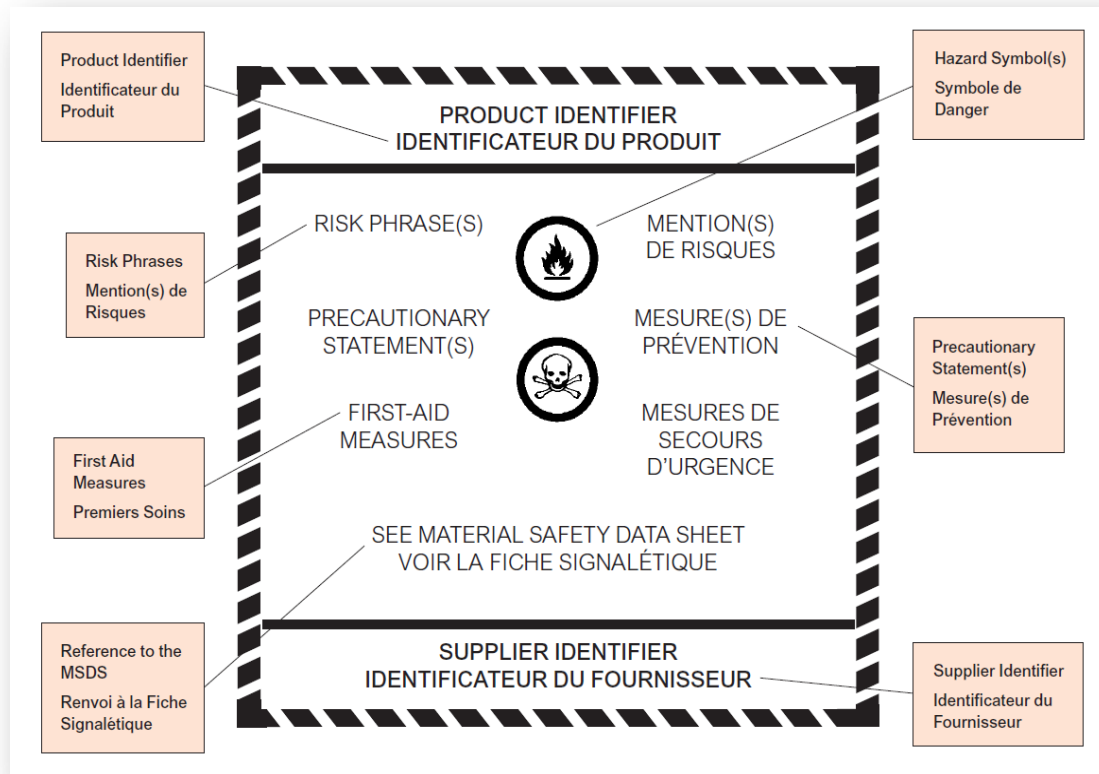 Product Identifier
Identificateur du
Produit
Hazard Symbol(s)
Symbole de
Danger
PRODUCT IDENTIFIER
IDENTIFICATEUR DU PRODUIT
RISK PHRASE(S)
MENTION(S)
DE RISQUES
Risk Phrases
Mention(s) de
Risques
PRECAUTIONARY
STATEMENT(S)
MESURE(S) DE
PRÉVENTION
Precautionary
Statement(s)
Mesure(s) de
Prévention
FIRST-AID
MEASURES
MESURES DE
SECOURS
D'URGENCE
First Aid
Measures
Premiers Soins
SEE MATERIAL SAFETY DATA SHEET
VOIR LA FICHE SIGNALÉTIQUE
Reference to the
MSDS
Renvoi à la Fiche
Signalétique
SUPPLIER IDENTIFIER
IDENTIFICATEUR DU FOURNISSEUR
Supplier Identifier
Identificateur du
Fournisseur